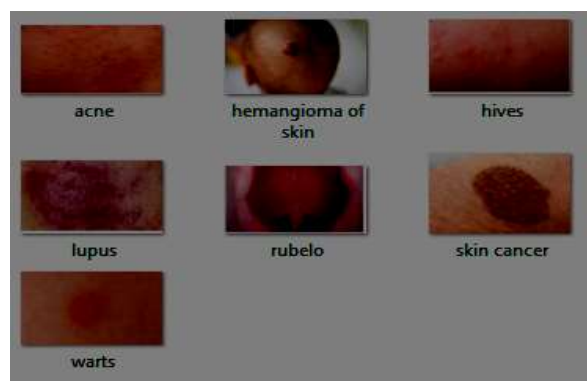 acne
hemangioma of
skin
hives
lupus
rubelo
skin cancer
warts